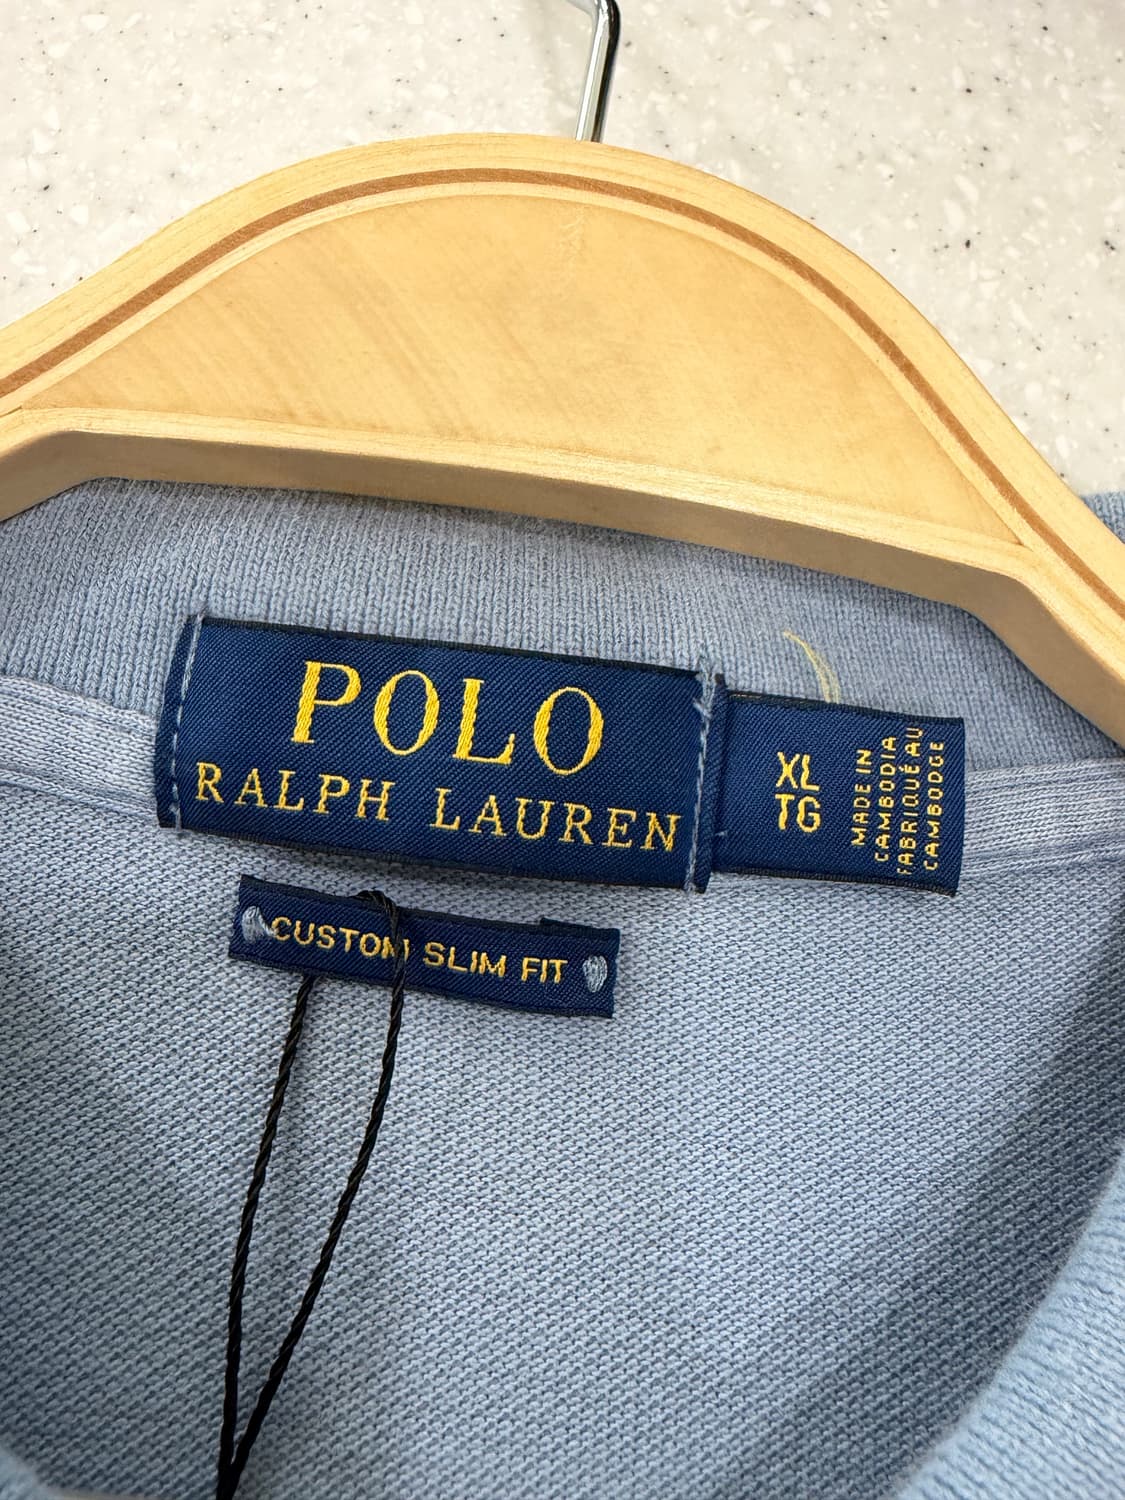 POLO
RALPH LAUREN
XL
TG
MADE IN
CAMBODIA
FABRIQUÉ AU
CAMBODGE
CUSTOM SLIM FIT